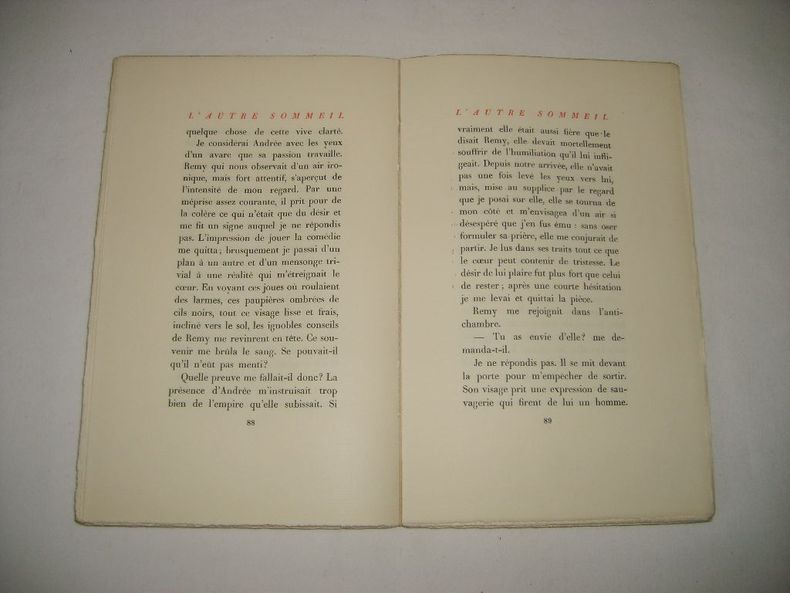 L'AUTRE SOMMEIL
quelque chose de cette vive clarté.
Je considerai Andrée avec les yeux
d'un avare que sa passion travaille.
Remy qui nous observait d'un air iro-
nique, mais fort attentif, s'aperçut de
l'intensité de mon regard. Par une
méprise assez courante, il prit pour de
la colère ce qui n'était que du désir et
me fit un signe auquel je ne répondis
pas. L'impression de jouer la comédie
me quitta ; brusquement je passai d'un
plan à un autre et d'un mensonge tri-
vial à une réalité qui m'étreignait le
cœur. En voyant ces joues où roulaient
des larmes, ces paupières ombrées de
cils noirs, tout ce visage lisse et frais,
incliné vers le sol, les ignobles conseils
de Remy me revinrent en tête. Ce sou-
venir me brûla le sang. Se pouvait-il
qu'il n'eût pas menti?
Quelle preuve me fallait-il donc? La
présence d'Andrée m'instruisait trop
bien de l'empire qu'elle subissait. Si
88
L'AUTRE SOMMEIL
vraiment elle était aussi fière que le
disait Remy, elle devait mortellement
souffrir de l'humiliation qu'il lui infli-
geait. Depuis notre arrivée, elle n'avait
pas une fois levé les yeux vers lui,
mais, mise au supplice par le regard
que je posai sur elle, elle se tourna de
mon côté et m'envisagea d'un air si
désespéré que j'en fus ému : sans oser
formuler sa prière, elle me conjurait de
partir. Je lus dans ses traits tout ce que
le cœur peut contenir de tristesse. Le
désir de lui plaire fut plus fort que celui
de rester ; après une courte hésitation
je me levai et quittai la pièce.
Remy me rejoignit dans l'anti-
chambre.
— Tu as envie d'elle? me de-
manda-t-il.
Je ne répondis pas. Il se mit devant
la porte pour m'empêcher de sortir.
Son visage prit une expression de sau-
vagerie qui firent de lui un homme.
89